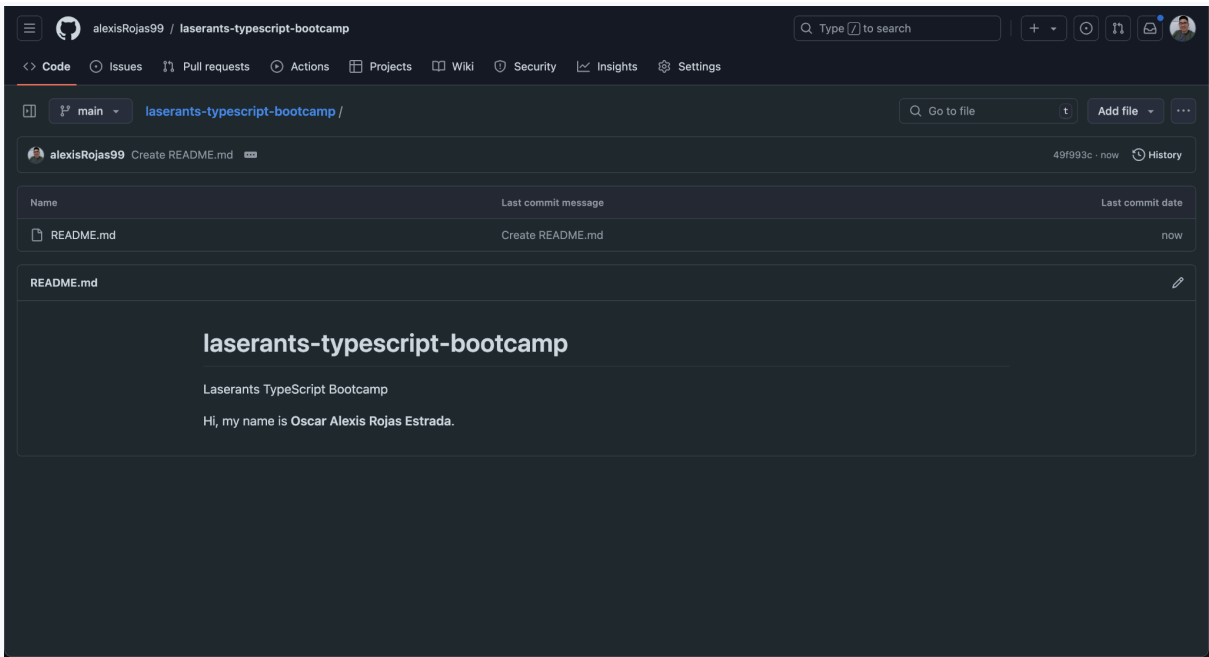 alexisRojas99 / laserants-typescript-bootcamp Type / to search
Code Issues Pull requests Actions Projects Wiki Security Insights Settings
main laserants-typescript-bootcamp / Go to file t Add file
alexisRojas99 Create README.md 49f993c · now History
Name Last commit message Last commit date
README.md Create README.md now
README.md
laserants-typescript-bootcamp
Laserants TypeScript Bootcamp
Hi, my name is Oscar Alexis Rojas Estrada.